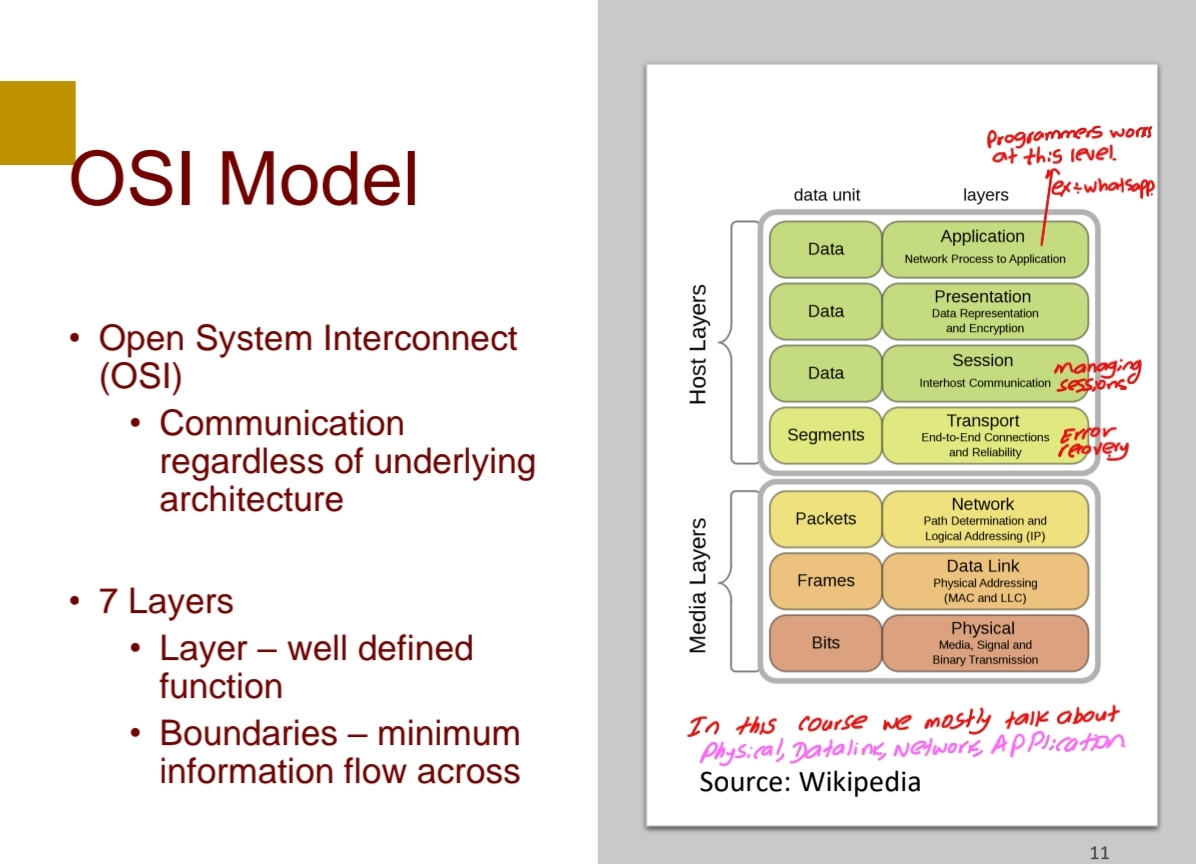 OSI Model
• Open System Interconnect
(OSI)
• Communication
regardless of underlying
architecture
• 7 Layers
• Layer – well defined
function
• Boundaries – minimum
information flow across
Programmers work
at this level.
ex÷whatsapp
data unit layers
Host Layers
Data Application
Network Process to Application
Data Presentation
Data Representation
and Encryption
Data Session
Interhost Communication
managing
sessions
Segments Transport
End-to-End Connections
and Reliability
Error
recovery
Media Layers
Packets Network
Path Determination and
Logical Addressing (IP)
Frames Data Link
Physical Addressing
(MAC and LLC)
Bits Physical
Media, Signal and
Binary Transmission
In this course we mostly talk about
Physical, Datalink, Network, Application
Source: Wikipedia
11